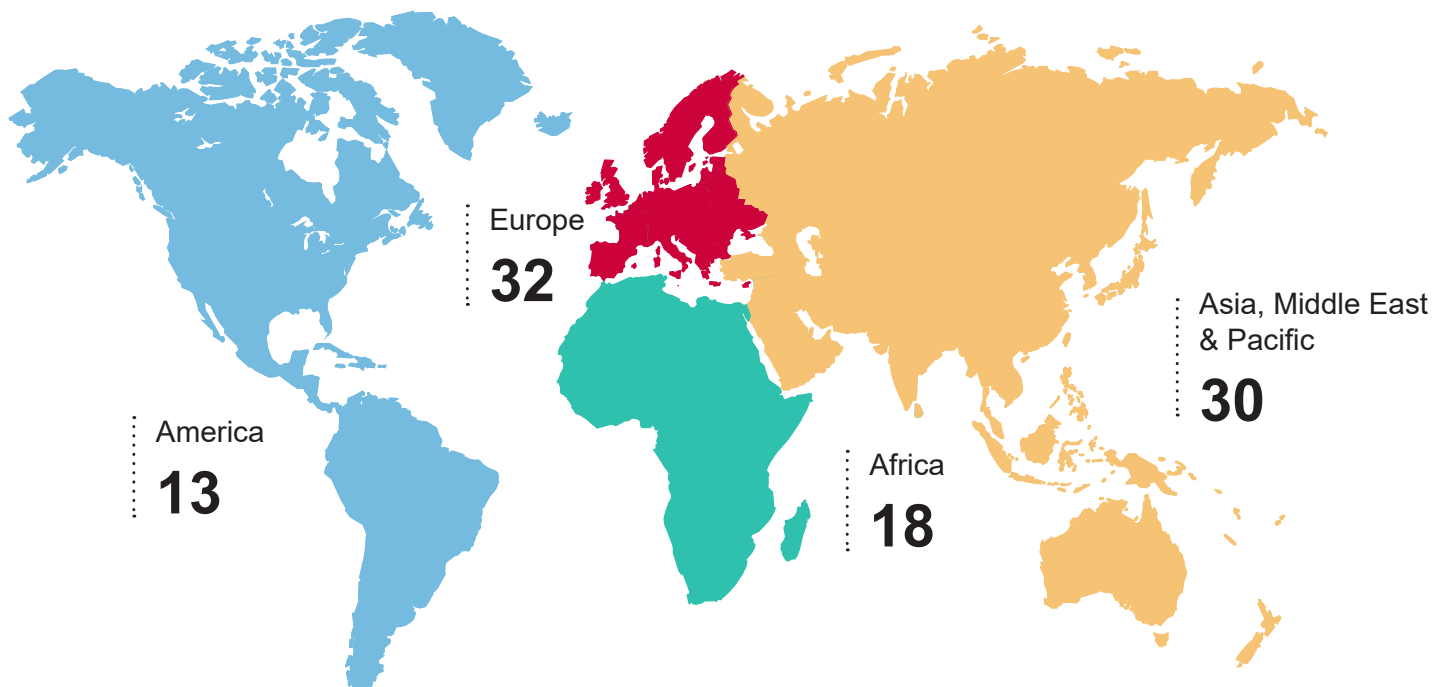 Europe
32
Asia, Middle East
& Pacific
30
America
13
Africa
18